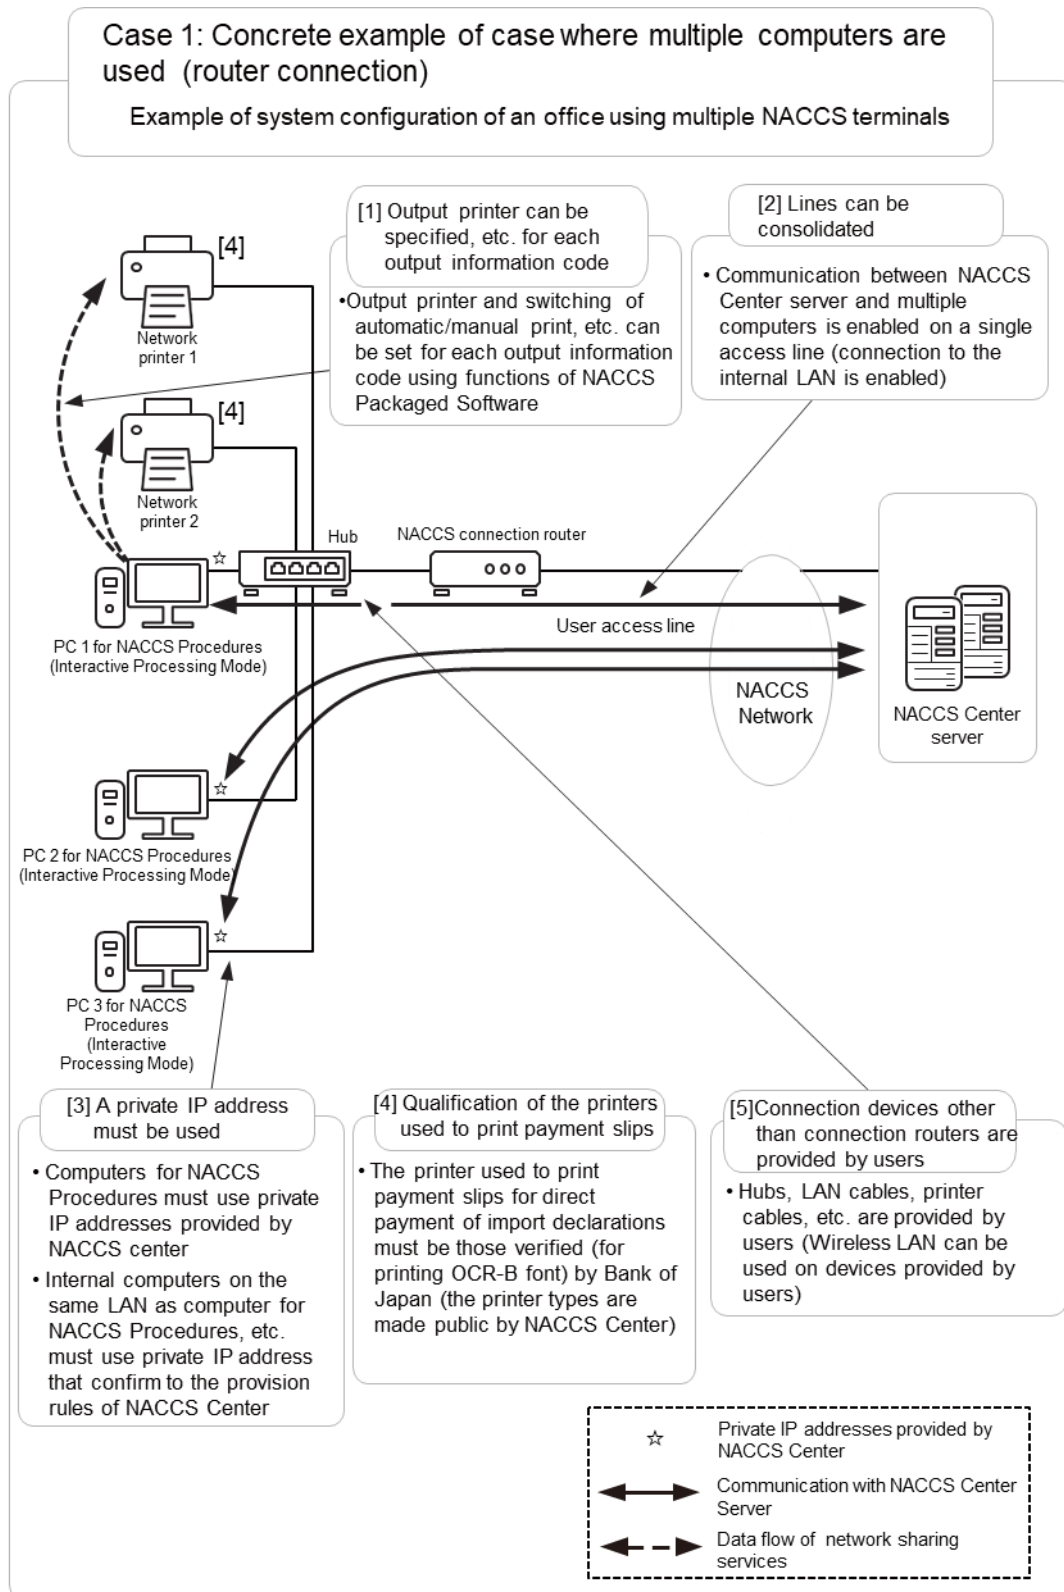 Case 1: Concrete example of case where multiple computers are
used (router connection)
Example of system configuration of an office using multiple NACCS terminals
[1] Output printer can be
specified, etc. for each
output information code
•Output printer and switching of
automatic/manual print, etc. can
be set for each output information
code using functions of NACCS
Packaged Software
[2] Lines can be
consolidated
• Communication between NACCS
Center server and multiple
computers is enabled on a single
access line (connection to the
internal LAN is enabled)
[4]
Network
printer 1
[4]
Network
printer 2
Hub
NACCS connection router
☆
PC 1 for NACCS Procedures
(Interactive Processing Mode)
User access line
NACCS
Network
NACCS Center
server
☆
PC 2 for NACCS Procedures
(Interactive Processing Mode)
☆
PC 3 for NACCS
Procedures
(Interactive
Processing Mode)
[3] A private IP address
must be used
• Computers for NACCS
Procedures must use private
IP addresses provided by
NACCS center
• Internal computers on the
same LAN as computer for
NACCS Procedures, etc.
must use private IP address
that confirm to the provision
rules of NACCS Center
[4] Qualification of the printers
used to print payment slips
• The printer used to print
payment slips for direct
payment of import declarations
must be those verified (for
printing OCR-B font) by Bank of
Japan (the printer types are
made public by NACCS Center)
[5]Connection devices other
than connection routers are
provided by users
• Hubs, LAN cables, printer
cables, etc. are provided by
users (Wireless LAN can be
used on devices provided by
users)
☆ Private IP addresses provided by
NACCS Center
Communication with NACCS Center
Server
Data flow of network sharing
services